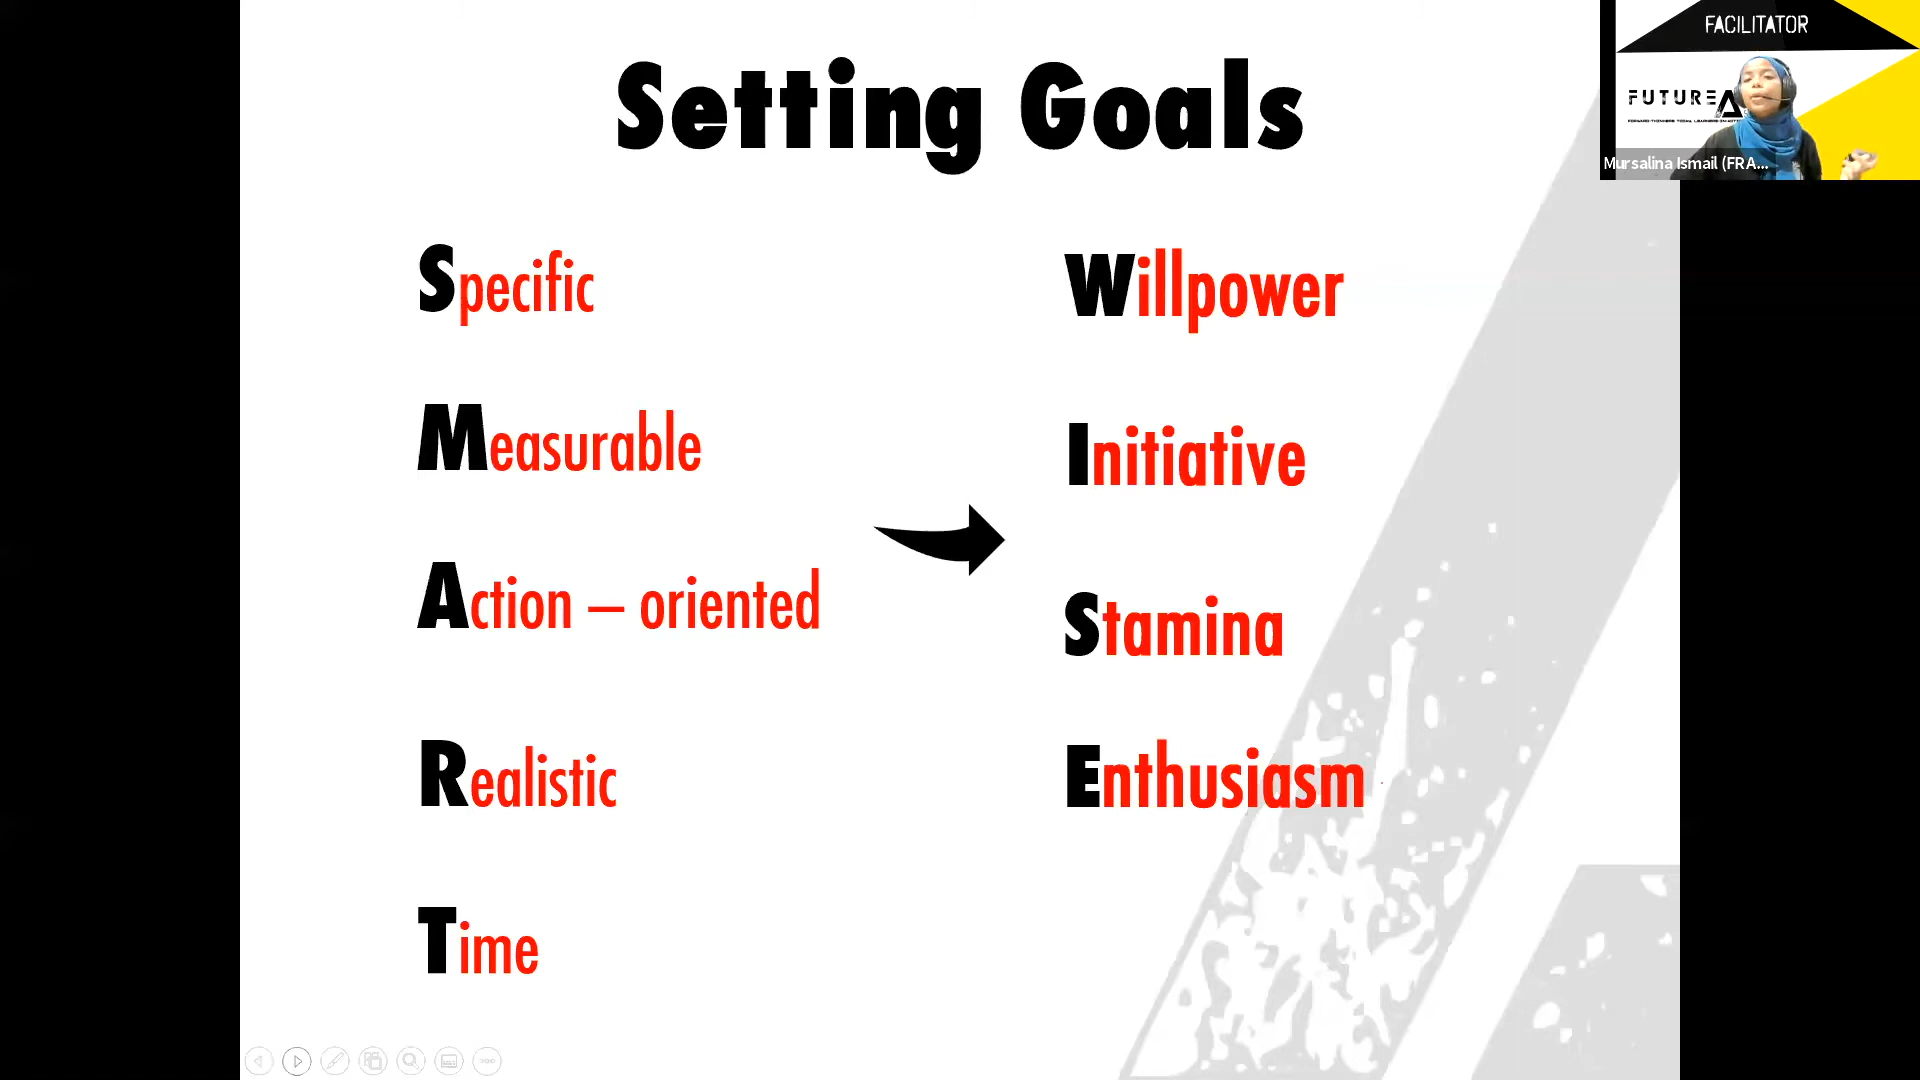 Setting Goals
Specific
Measurable
Action – oriented
Realistic
Time
Willpower
Initiative
Stamina
Enthusiasm
FACILITATOR
FUTURE
Mursalina Ismail (FRA...